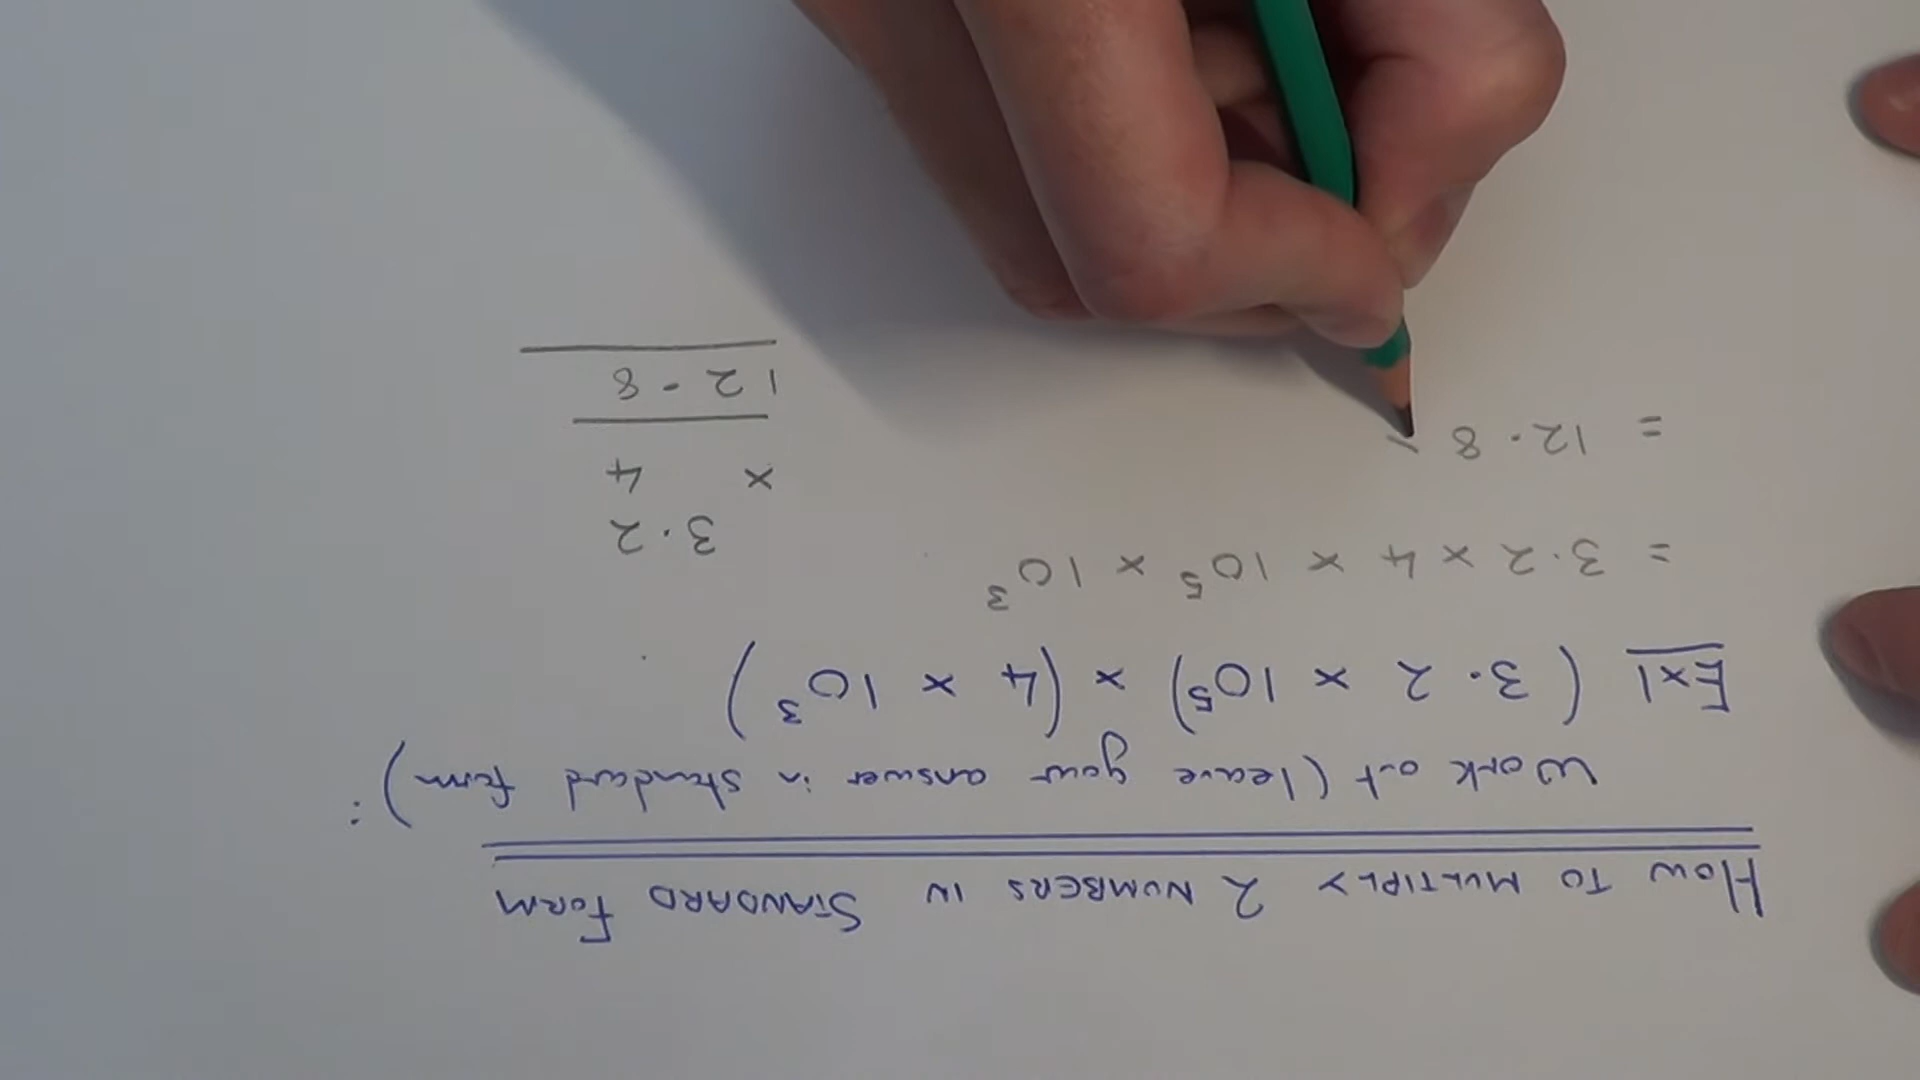 HOW TO MULTIPLY 2 NUMBERS IN STANDARD FORM
Work out (leave your answer in standard form):
Ex1 (3.2 × 10⁵) × (4 × 10³)
= 3.2 × 4 × 10⁵ × 10³
= 12.8
3.2
× 4
12.8